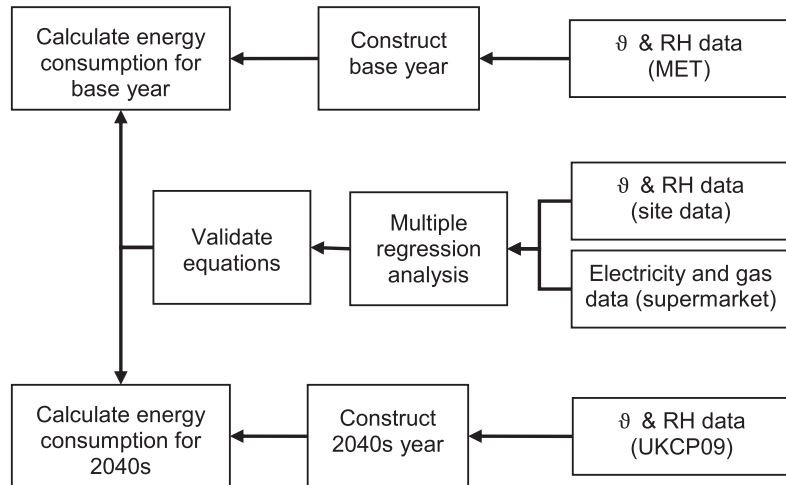 Calculate energy
consumption for
base year
Construct
base year
ϑ & RH data
(MET)
Validate
equations
Multiple
regression
analysis
ϑ & RH data
(site data)
Electricity and gas
data (supermarket)
Calculate energy
consumption for
2040s
Construct
2040s year
ϑ & RH data
(UKCP09)